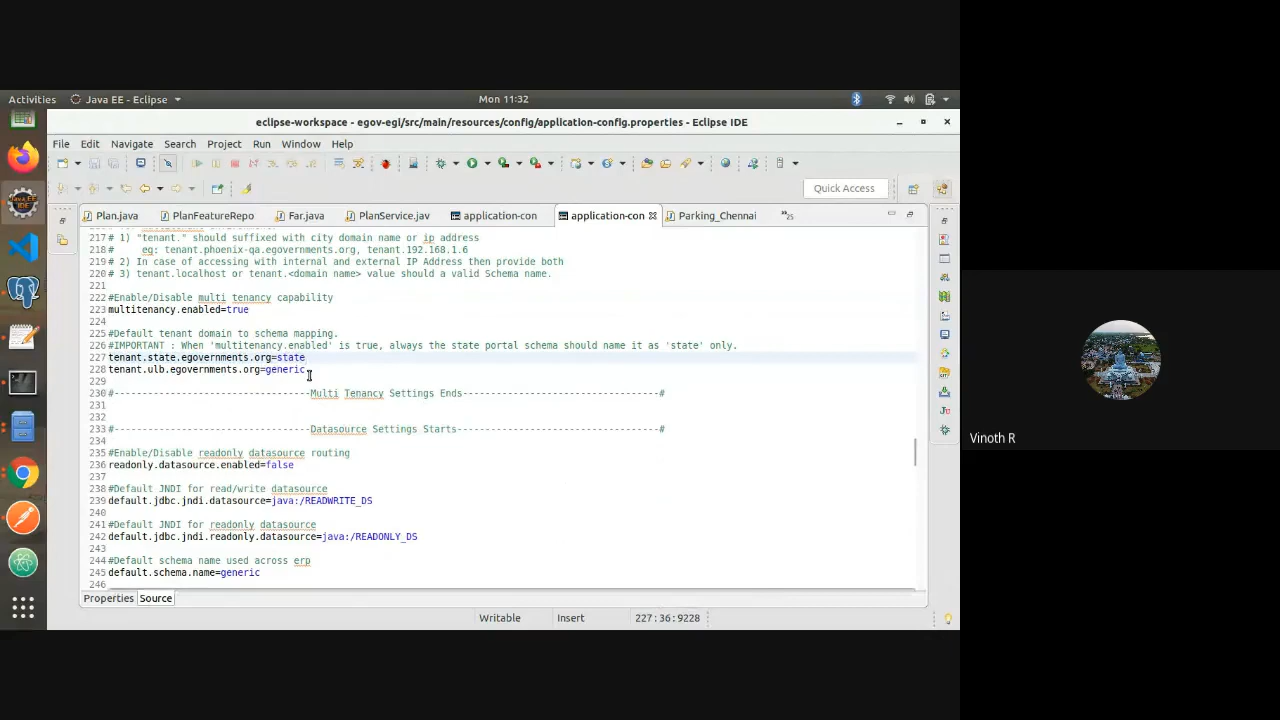 Activities
Java EE - Eclipse
Mon 11:32
eclipse-workspace - egov-egi/src/main/resources/config/application-config.properties - Eclipse IDE
File Edit Navigate Search Project Run Window Help
Quick Access
Plan.java
PlanFeatureRepo
Far.java
PlanService.jav
application-con
application-con
Parking_Chennai
»25
217 # 1) "tenant." should suffixed with city domain name or ip address
218 # eg: tenant.phoenix-qa.egovernments.org, tenant.192.168.1.6
219 # 2) In case of accessing with internal and external IP Address then provide both
220 # 3) tenant.localhost or tenant.<domain name> value should a valid Schema name.
221
222 #Enable/Disable multi tenancy capability
223 multitenancy.enabled=true
224
225 #Default tenant domain to schema mapping.
226 #IMPORTANT : When 'multitenancy.enabled' is true, always the state portal schema should name it as 'state' only.
227 tenant.state.egovernments.org=state
228 tenant.ulb.egovernments.org=generic
229
230 #--------------------------------Multi Tenancy Settings Ends-----------------------------------#
231
232
233 #--------------------------------Datasource Settings Starts------------------------------------#
234
235 #Enable/Disable readonly datasource routing
236 readonly.datasource.enabled=false
237
238 #Default JNDI for read/write datasource
239 default.jdbc.jndi.datasource=java:/READWRITE_DS
240
241 #Default JNDI for readonly datasource
242 default.jdbc.jndi.readonly.datasource=java:/READONLY_DS
243
244 #Default schema name used across erp
245 default.schema.name=generic
246
Properties Source
Writable
Insert
227:36:9228
Vinoth R